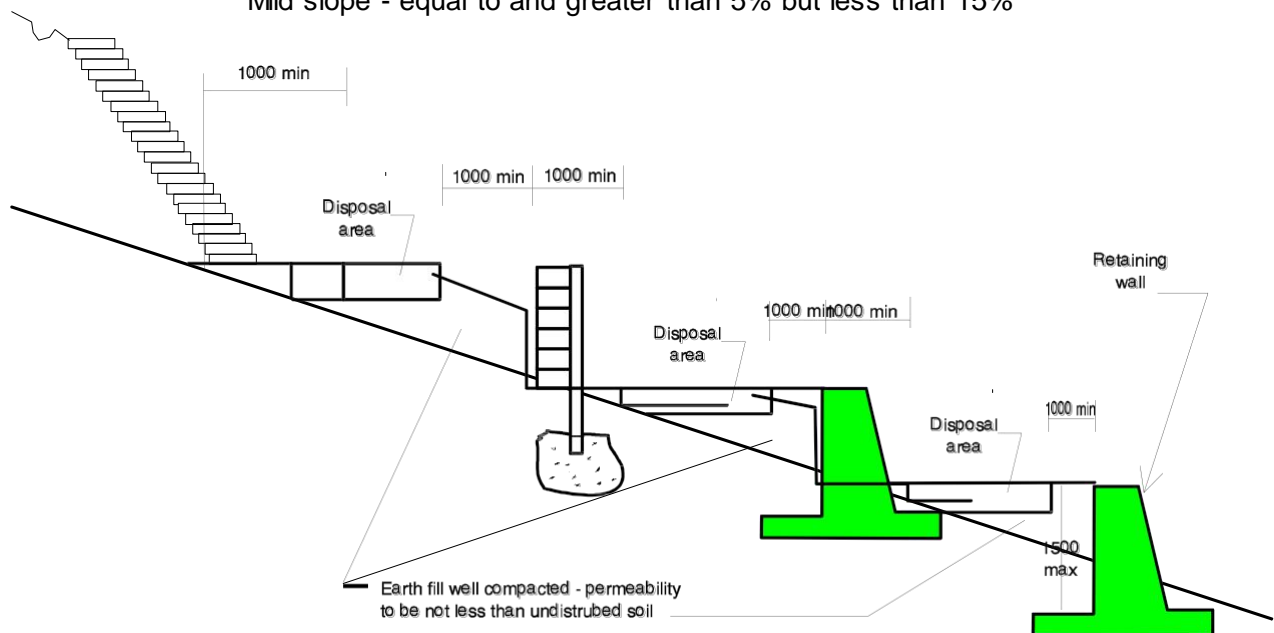 Mild slope - equal to and greater than 5% but less than 15%
1000 min
1000 min
1000 min
Disposal
area
Retaining
wall
1000 min
1000 min
Disposal
area
1000 min
Disposal
area
1500
max
Earth fill well compacted - permeability
to be not less than undistrubed soil